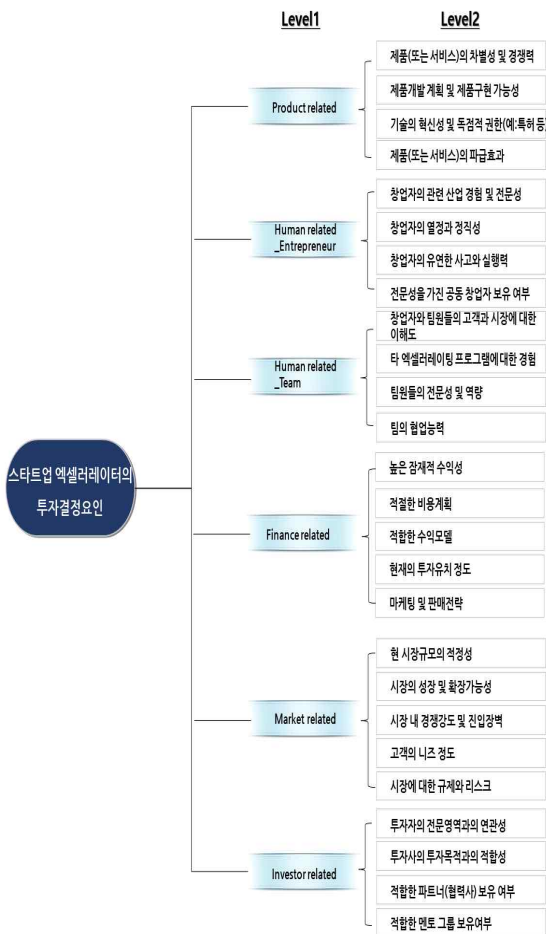 Level1
Level2
스타트업 엑셀러레이터의
투자결정요인
Product related
제품(또는 서비스)의 차별성 및 경쟁력
제품개발 계획 및 제품구현 가능성
기술의 혁신성 및 독점적 권한(예:특허 등)
제품(또는 서비스)의 파급효과
Human related
_Entrepreneur
창업자의 관련 산업 경험 및 전문성
창업자의 열정과 정직성
창업자의 유연한 사고와 실행력
전문성을 가진 공동 창업자 보유 여부
Human related
_Team
창업자와 팀원들의 고객과 시장에 대한
이해도
타 엑셀러레이팅 프로그램에대한 경험
팀원들의 전문성 및 역량
팀의 협업능력
Finance related
높은 잠재적 수익성
적절한 비용계획
적합한 수익모델
현재의 투자유치 정도
마케팅 및 판매전략
Market related
현 시장규모의 적정성
시장의 성장 및 확장가능성
시장 내 경쟁강도 및 진입장벽
고객의 니즈 정도
시장에 대한 규제와 리스크
Investor related
투자자의 전문영역과의 연관성
투자사의 투자목적과의 적합성
적합한 파트너(협력사) 보유 여부
적합한 멘토 그룹 보유여부